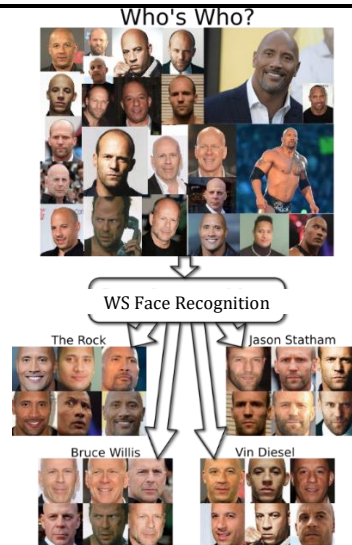 Who's Who?
WS Face Recognition
The Rock
Jason Statham
Bruce Willis
Vin Diesel